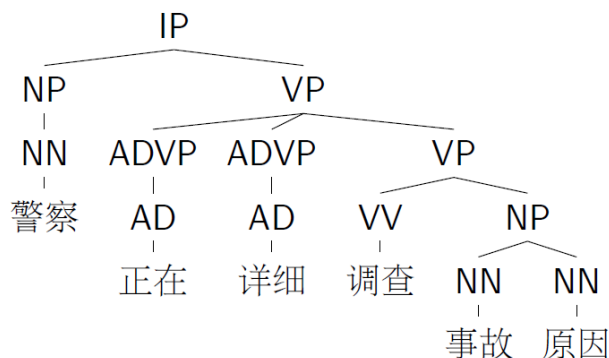 IP
NP VP
NN ADVP ADVP VP
警察 AD AD VV NP
正在 详细 调查 NN NN
事故 原因